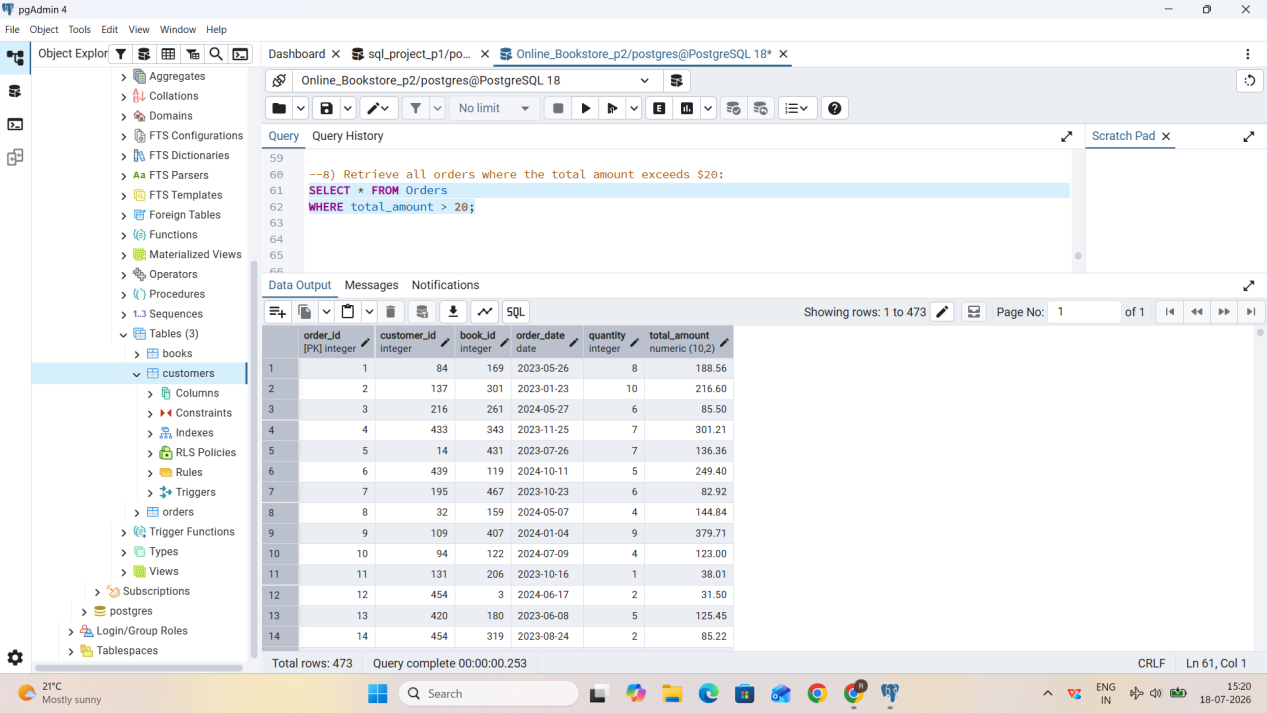 pgAdmin 4
File Object Tools Edit View Window Help
Object Explor
Dashboard sql_project_p1/po... Online_Bookstore_p2/postgres@PostgreSQL 18*
Online_Bookstore_p2/postgres@PostgreSQL 18
No limit
Query Query History
Scratch Pad
59
60 --8) Retrieve all orders where the total amount exceeds $20:
61 SELECT * FROM Orders
62 WHERE total_amount > 20;
63
64
65
66
Aggregates
Collations
Domains
FTS Configurations
FTS Dictionaries
FTS Parsers
FTS Templates
Foreign Tables
Functions
Materialized Views
Operators
Procedures
1..3 Sequences
Tables (3)
books
customers
Columns
Constraints
Indexes
RLS Policies
Rules
Triggers
orders
Trigger Functions
Types
Views
Subscriptions
postgres
Login/Group Roles
Tablespaces
Data Output Messages Notifications
SQL Showing rows: 1 to 473 Page No: 1 of 1
order_id customer_id book_id order_date quantity total_amount
[PK] integer integer integer date integer numeric (10,2)
1 1 84 169 2023-05-26 8 188.56
2 2 137 301 2023-01-23 10 216.60
3 3 216 261 2024-05-27 6 85.50
4 4 433 343 2023-11-25 7 301.21
5 5 14 431 2023-07-26 7 136.36
6 6 439 119 2024-10-11 5 249.40
7 7 195 467 2023-10-23 6 82.92
8 8 32 159 2024-05-07 4 144.84
9 9 109 407 2024-01-04 9 379.71
10 10 94 122 2024-07-09 4 123.00
11 11 131 206 2023-10-16 1 38.01
12 12 454 3 2024-06-17 2 31.50
13 13 420 180 2023-06-08 5 125.45
14 14 454 319 2023-08-24 2 85.22
Total rows: 473 Query complete 00:00:00.253 CRLF Ln 61, Col 1
21°C
Mostly sunny
Search
ENG
IN
15:20
18-07-2026